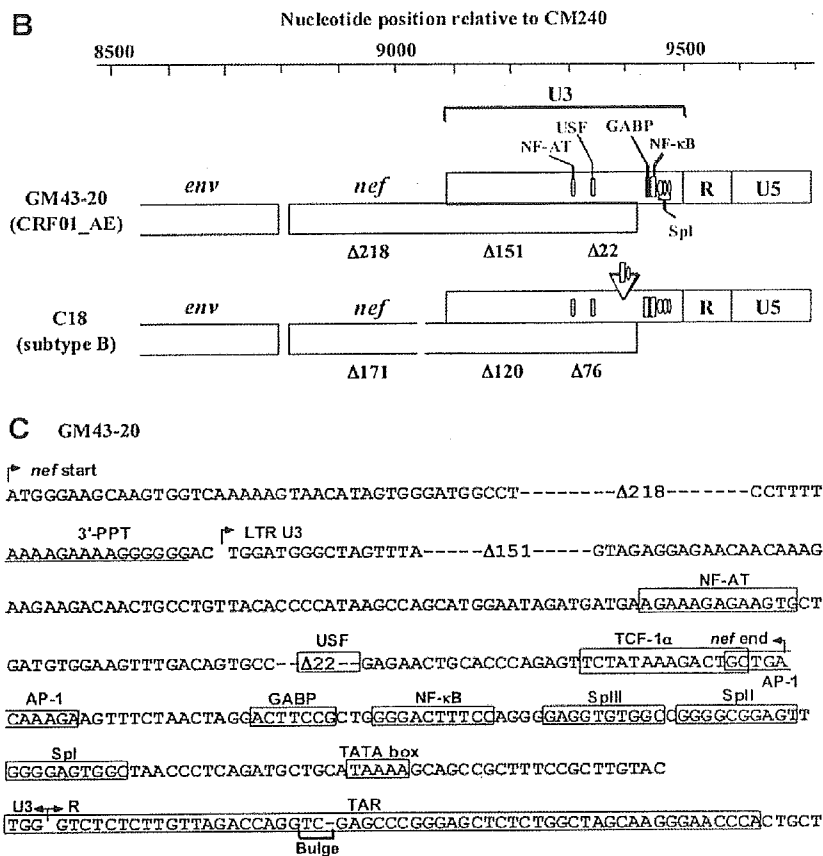 B
Nucleotide position relative to CM240
8500 9000 9500
U3
USF GABP
NF-AT NF-κB
env nef R U5
GM43-20
(CRF01_AE)
SpI
Δ218 Δ151 Δ22
C18
(subtype B)
env nef R U5
Δ171 Δ120 Δ76
C GM43-20
nef start
ATGGGAAGCAAGTGGTCAAAAAGTAACATAGTGGGATGGCCT--------Δ218-------CCTTTT
3'-PPT LTR U3
AAAAGAAAAGGGGGGAC TGGATGGGCTAGTTTA-----Δ151------GTAGAGGAGAACAACAAAG
NF-AT
AAGAAGACAACTGCCTGTTACACCCCATAAGCCAGCATGGAATAGATGATGAAGAAAGAGAAGTGCT
USF TCF-1α nef end
GATGTGGAAGTTTGACAGTGCC--Δ22--GAGAACTGCACCCAGAGTTCTATAAAGACTGCTGA
AP-1
AP-1 GABP NF-κB SpIII SpII
CAAAGAAGTTTCTAACTAGGACTTCCGCTGGGGACTTTCCAGGGGAGGTGTGGCCGGGGCGGAGTT
SpI TATA box
GGGGAGTGGCTAACCCTCAGATGCTGCATAAAAGCAGCCGCTTTCCGCTTGTAC
U3 R TAR
TGG GTCTCTCTTGTTAGACCAGGTC-GAGCCCGGGAGCTCTCTGGCTAGCAAGGGAACCCACTGCT
Bulge